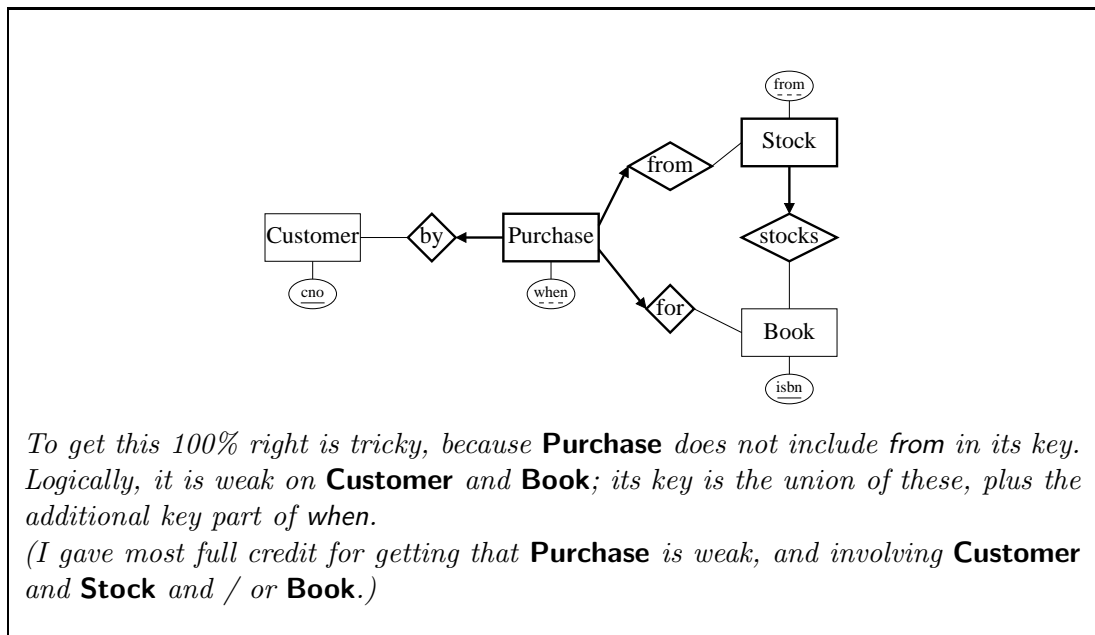 from
Stock
from
Customer
by
Purchase
stocks
cno
when
for
Book
isbn
To get this 100% right is tricky, because Purchase does not include from in its key.
Logically, it is weak on Customer and Book; its key is the union of these, plus the
additional key part of when.
(I gave most full credit for getting that Purchase is weak, and involving Customer
and Stock and / or Book.)